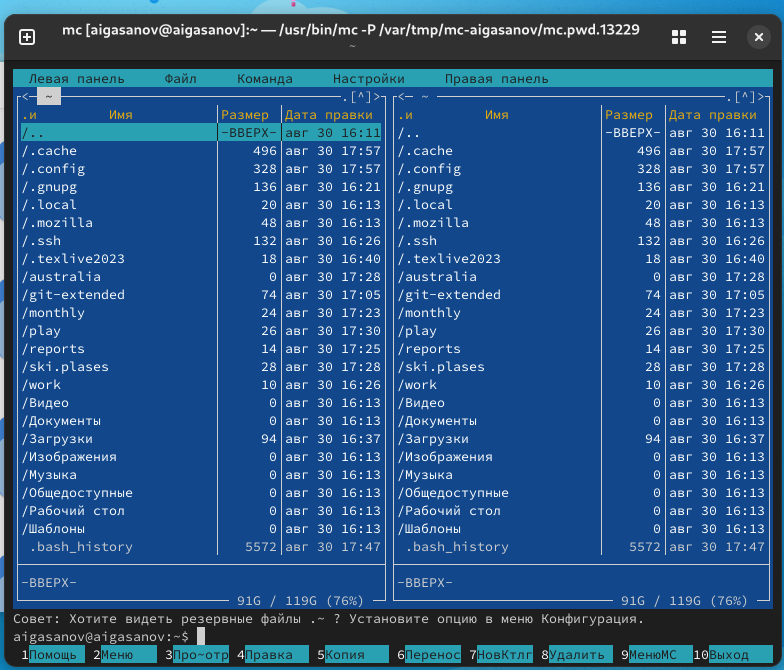 mc [aigasanov@aigasanov]:~ — /usr/bin/mc -P /var/tmp/mc-aigasanov/mc.pwd.13229
~
Левая панель Файл Команда Настройки Правая панель
<— ~ .[^]> <— ~ .[^]>
.и Имя Размер Дата правки .и Имя Размер Дата правки
/.. -ВВЕРХ- авг 30 16:11 /.. -ВВЕРХ- авг 30 16:11
/.cache 496 авг 30 17:57 /.cache 496 авг 30 17:57
/.config 328 авг 30 17:57 /.config 328 авг 30 17:57
/.gnupg 136 авг 30 16:21 /.gnupg 136 авг 30 16:21
/.local 20 авг 30 16:13 /.local 20 авг 30 16:13
/.mozilla 48 авг 30 16:13 /.mozilla 48 авг 30 16:13
/.ssh 132 авг 30 16:26 /.ssh 132 авг 30 16:26
/.texlive2023 18 авг 30 16:40 /.texlive2023 18 авг 30 16:40
/australia 0 авг 30 17:28 /australia 0 авг 30 17:28
/git-extended 74 авг 30 17:05 /git-extended 74 авг 30 17:05
/monthly 24 авг 30 17:23 /monthly 24 авг 30 17:23
/play 26 авг 30 17:30 /play 26 авг 30 17:30
/reports 14 авг 30 17:25 /reports 14 авг 30 17:25
/ski.plases 28 авг 30 17:28 /ski.plases 28 авг 30 17:28
/work 10 авг 30 16:26 /work 10 авг 30 16:26
/Видео 0 авг 30 16:13 /Видео 0 авг 30 16:13
/Документы 0 авг 30 16:13 /Документы 0 авг 30 16:13
/Загрузки 94 авг 30 16:37 /Загрузки 94 авг 30 16:37
/Изображения 0 авг 30 16:13 /Изображения 0 авг 30 16:13
/Музыка 0 авг 30 16:13 /Музыка 0 авг 30 16:13
/Общедоступные 0 авг 30 16:13 /Общедоступные 0 авг 30 16:13
/Рабочий стол 0 авг 30 16:13 /Рабочий стол 0 авг 30 16:13
/Шаблоны 0 авг 30 16:13 /Шаблоны 0 авг 30 16:13
.bash_history 5572 авг 30 17:47 .bash_history 5572 авг 30 17:47
-ВВЕРХ- -ВВЕРХ-
91G / 119G (76%) 91G / 119G (76%)
Совет: Хотите видеть резервные файлы .~ ? Установите опцию в меню Конфигурация.
aigasanov@aigasanov:~$
1Помощь 2Меню 3Про~отр 4Правка 5Копия 6Перенос 7НовКтлг 8Удалить 9МенюМС 10Выход